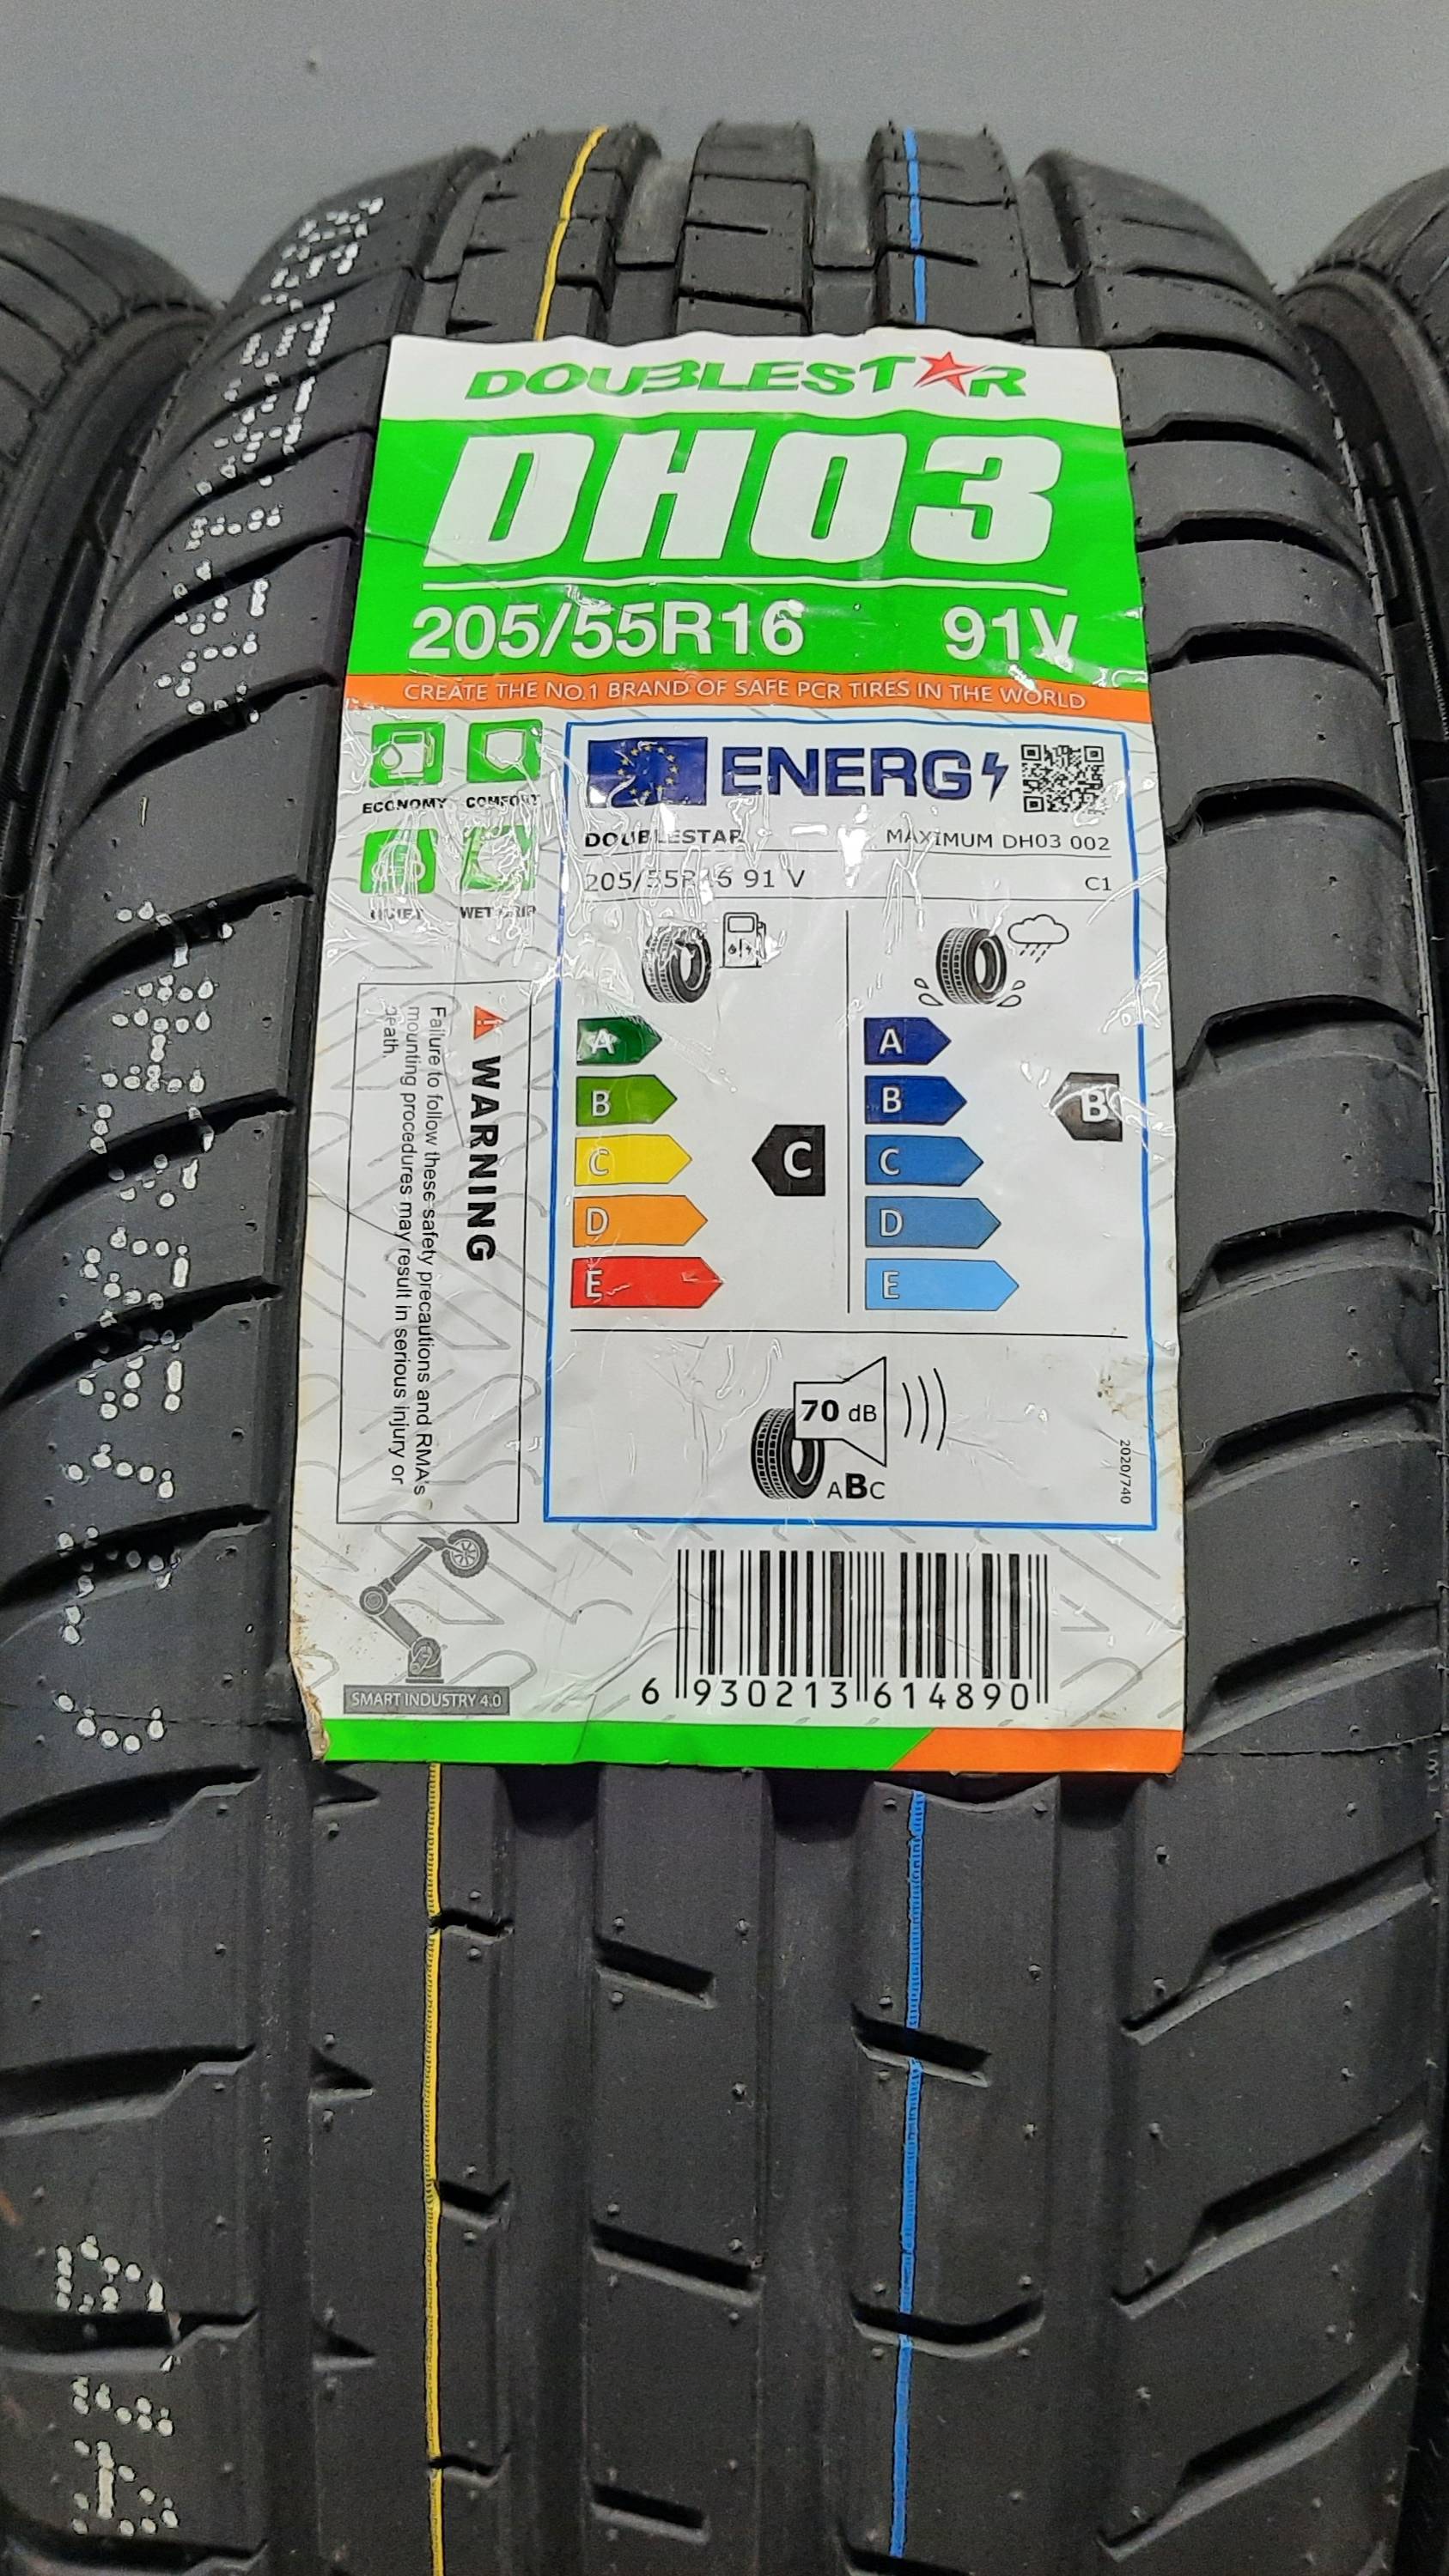 DOUBLESTAR
DH03
205/55R16 91V
CREATE THE NO.1 BRAND OF SAFE PCR TIRES IN THE WORLD
ECONOMY COMFORT
QUIET WET GRIP
ENERG
DOUBLESTAR MAXIMUM DH03 002
205/55R16 91 V C1
A
B
C
D
E
C
A
B
C
D
E
B
70 dB
ABC
2020/740
WARNING
Failure to follow these safety precautions and RMA's
mounting procedures may result in serious injury or
death.
SMART INDUSTRY 4.0
6 930213 614890